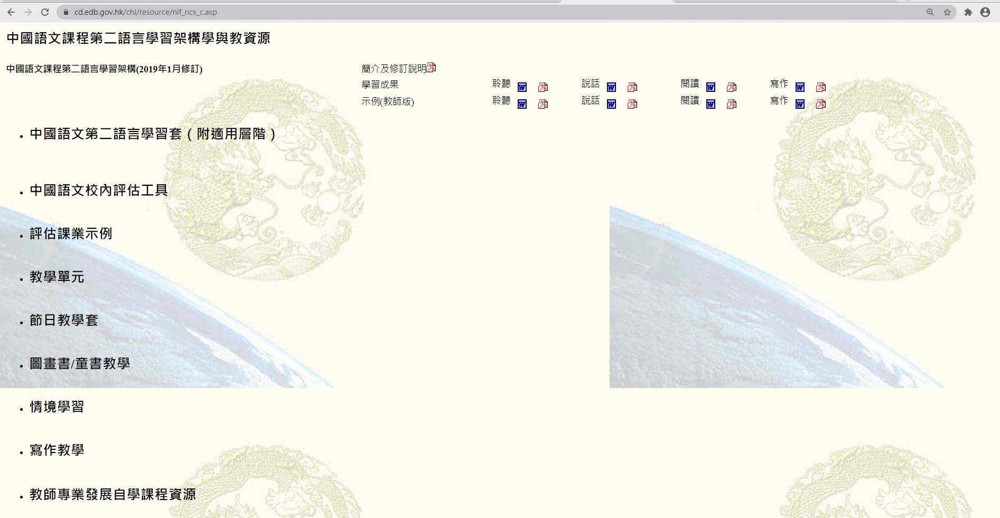 cd.edb.gov.hk/chi/resource/nlf_ncs_c.asp
中國語文課程第二語言學習架構學與教資源
中國語文課程第二語言學習架構(2019年1月修訂) 簡介及修訂說明
學習成果 聆聽 說話 閱讀 寫作
示例(教師版) 聆聽 說話 閱讀 寫作
中國語文第二語言學習套（附適用層階）
中國語文校內評估工具
評估課業示例
教學單元
節日教學套
圖畫書/童書教學
情境學習
寫作教學
教師專業發展自學課程資源